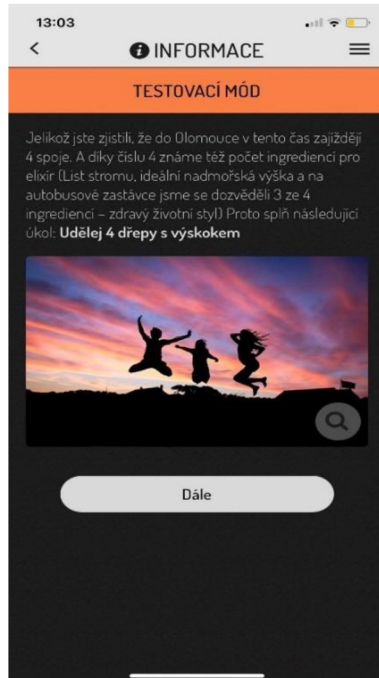 13:03
INFORMACE
TESTOVACÍ MÓD
Jelikož jste zjistili, že do Olomouce v tento čas zajíždějí
4 spoje. A díky číslu 4 známe též počet ingrediencí pro
elixír (List stromu, ideální nadmořská výška a na
autobusové zastávce jsme se dozvěděli 3 ze 4
ingrediencí – zdravý životní styl) Proto splň následující
úkol: Udělej 4 dřepy s výskokem
Dále